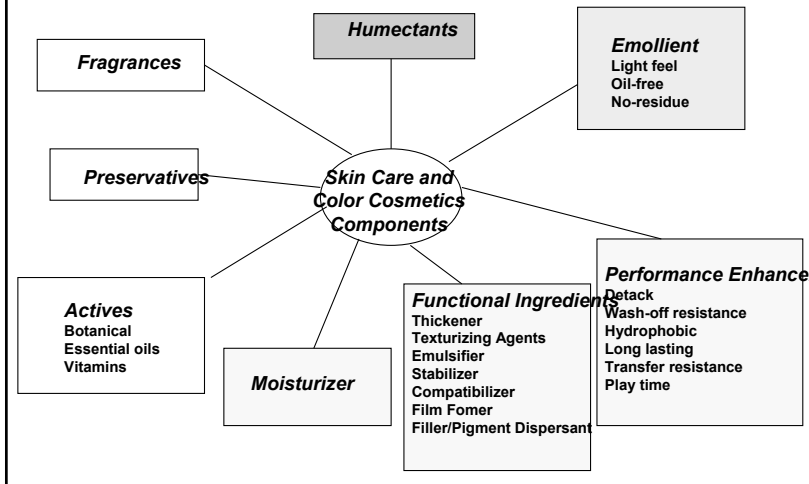 Humectants
Fragrances
Emollient
Light feel
Oil-free
No-residue
Preservatives
Skin Care and
Color Cosmetics
Components
Actives
Botanical
Essential oils
Vitamins
Moisturizer
Functional Ingredients
Thickener
Texturizing Agents
Emulsifier
Stabilizer
Compatibilizer
Film Fomer
Filler/Pigment Dispersant
Performance Enhance
Detack
Wash-off resistance
Hydrophobic
Long lasting
Transfer resistance
Play time